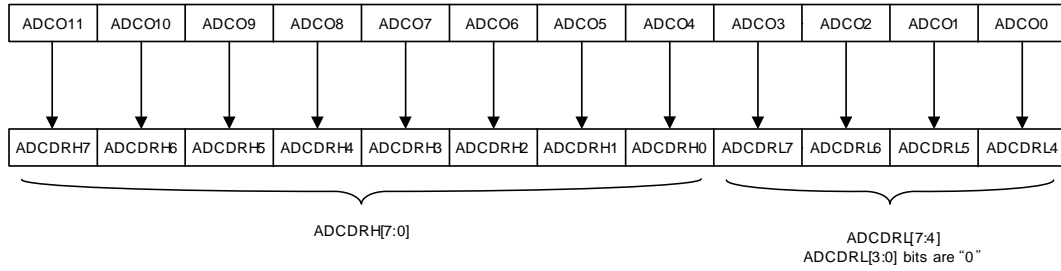 ADCO11 ADCO10 ADCO9 ADCO8 ADCO7 ADCO6 ADCO5 ADCO4 ADCO3 ADCO2 ADCO1 ADCO0
ADCDRH7 ADCDRH6 ADCDRH5 ADCDRH4 ADCDRH3 ADCDRH2 ADCDRH1 ADCDRH0 ADCDRL7 ADCDRL6 ADCDRL5 ADCDRL4
ADCDRH[7:0]
ADCDRL[7:4]
ADCDRL[3:0] bits are “0”